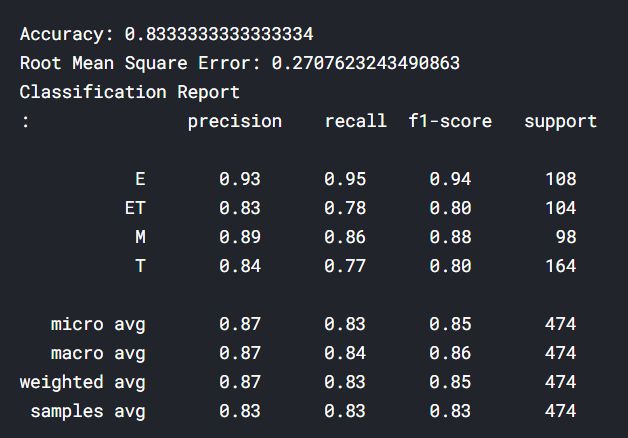 Accuracy: 0.8333333333333334
Root Mean Square Error: 0.2707623243490863
Classification Report
: precision recall f1-score support
E 0.93 0.95 0.94 108
ET 0.83 0.78 0.80 104
M 0.89 0.86 0.88 98
T 0.84 0.77 0.80 164
micro avg 0.87 0.83 0.85 474
macro avg 0.87 0.84 0.86 474
weighted avg 0.87 0.83 0.85 474
samples avg 0.83 0.83 0.83 474